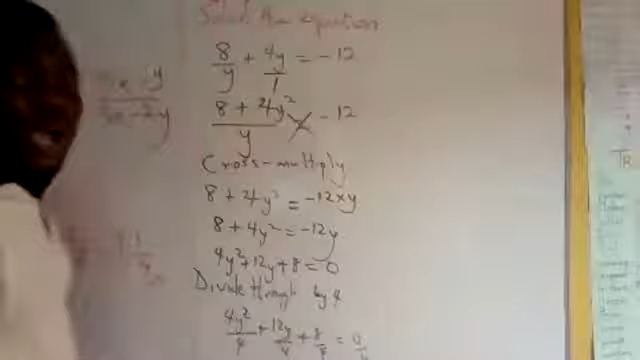 Solve the equation
8/y + 4y/1 = -12
8 + 4y²/y = -12
Cross-multiply
8 + 4y² = -12xy
8 + 4y² = -12y
4y² + 12y + 8 = 0
Divide through by 4
4y²/4 + 12y/4 + 8/4 = 0/4